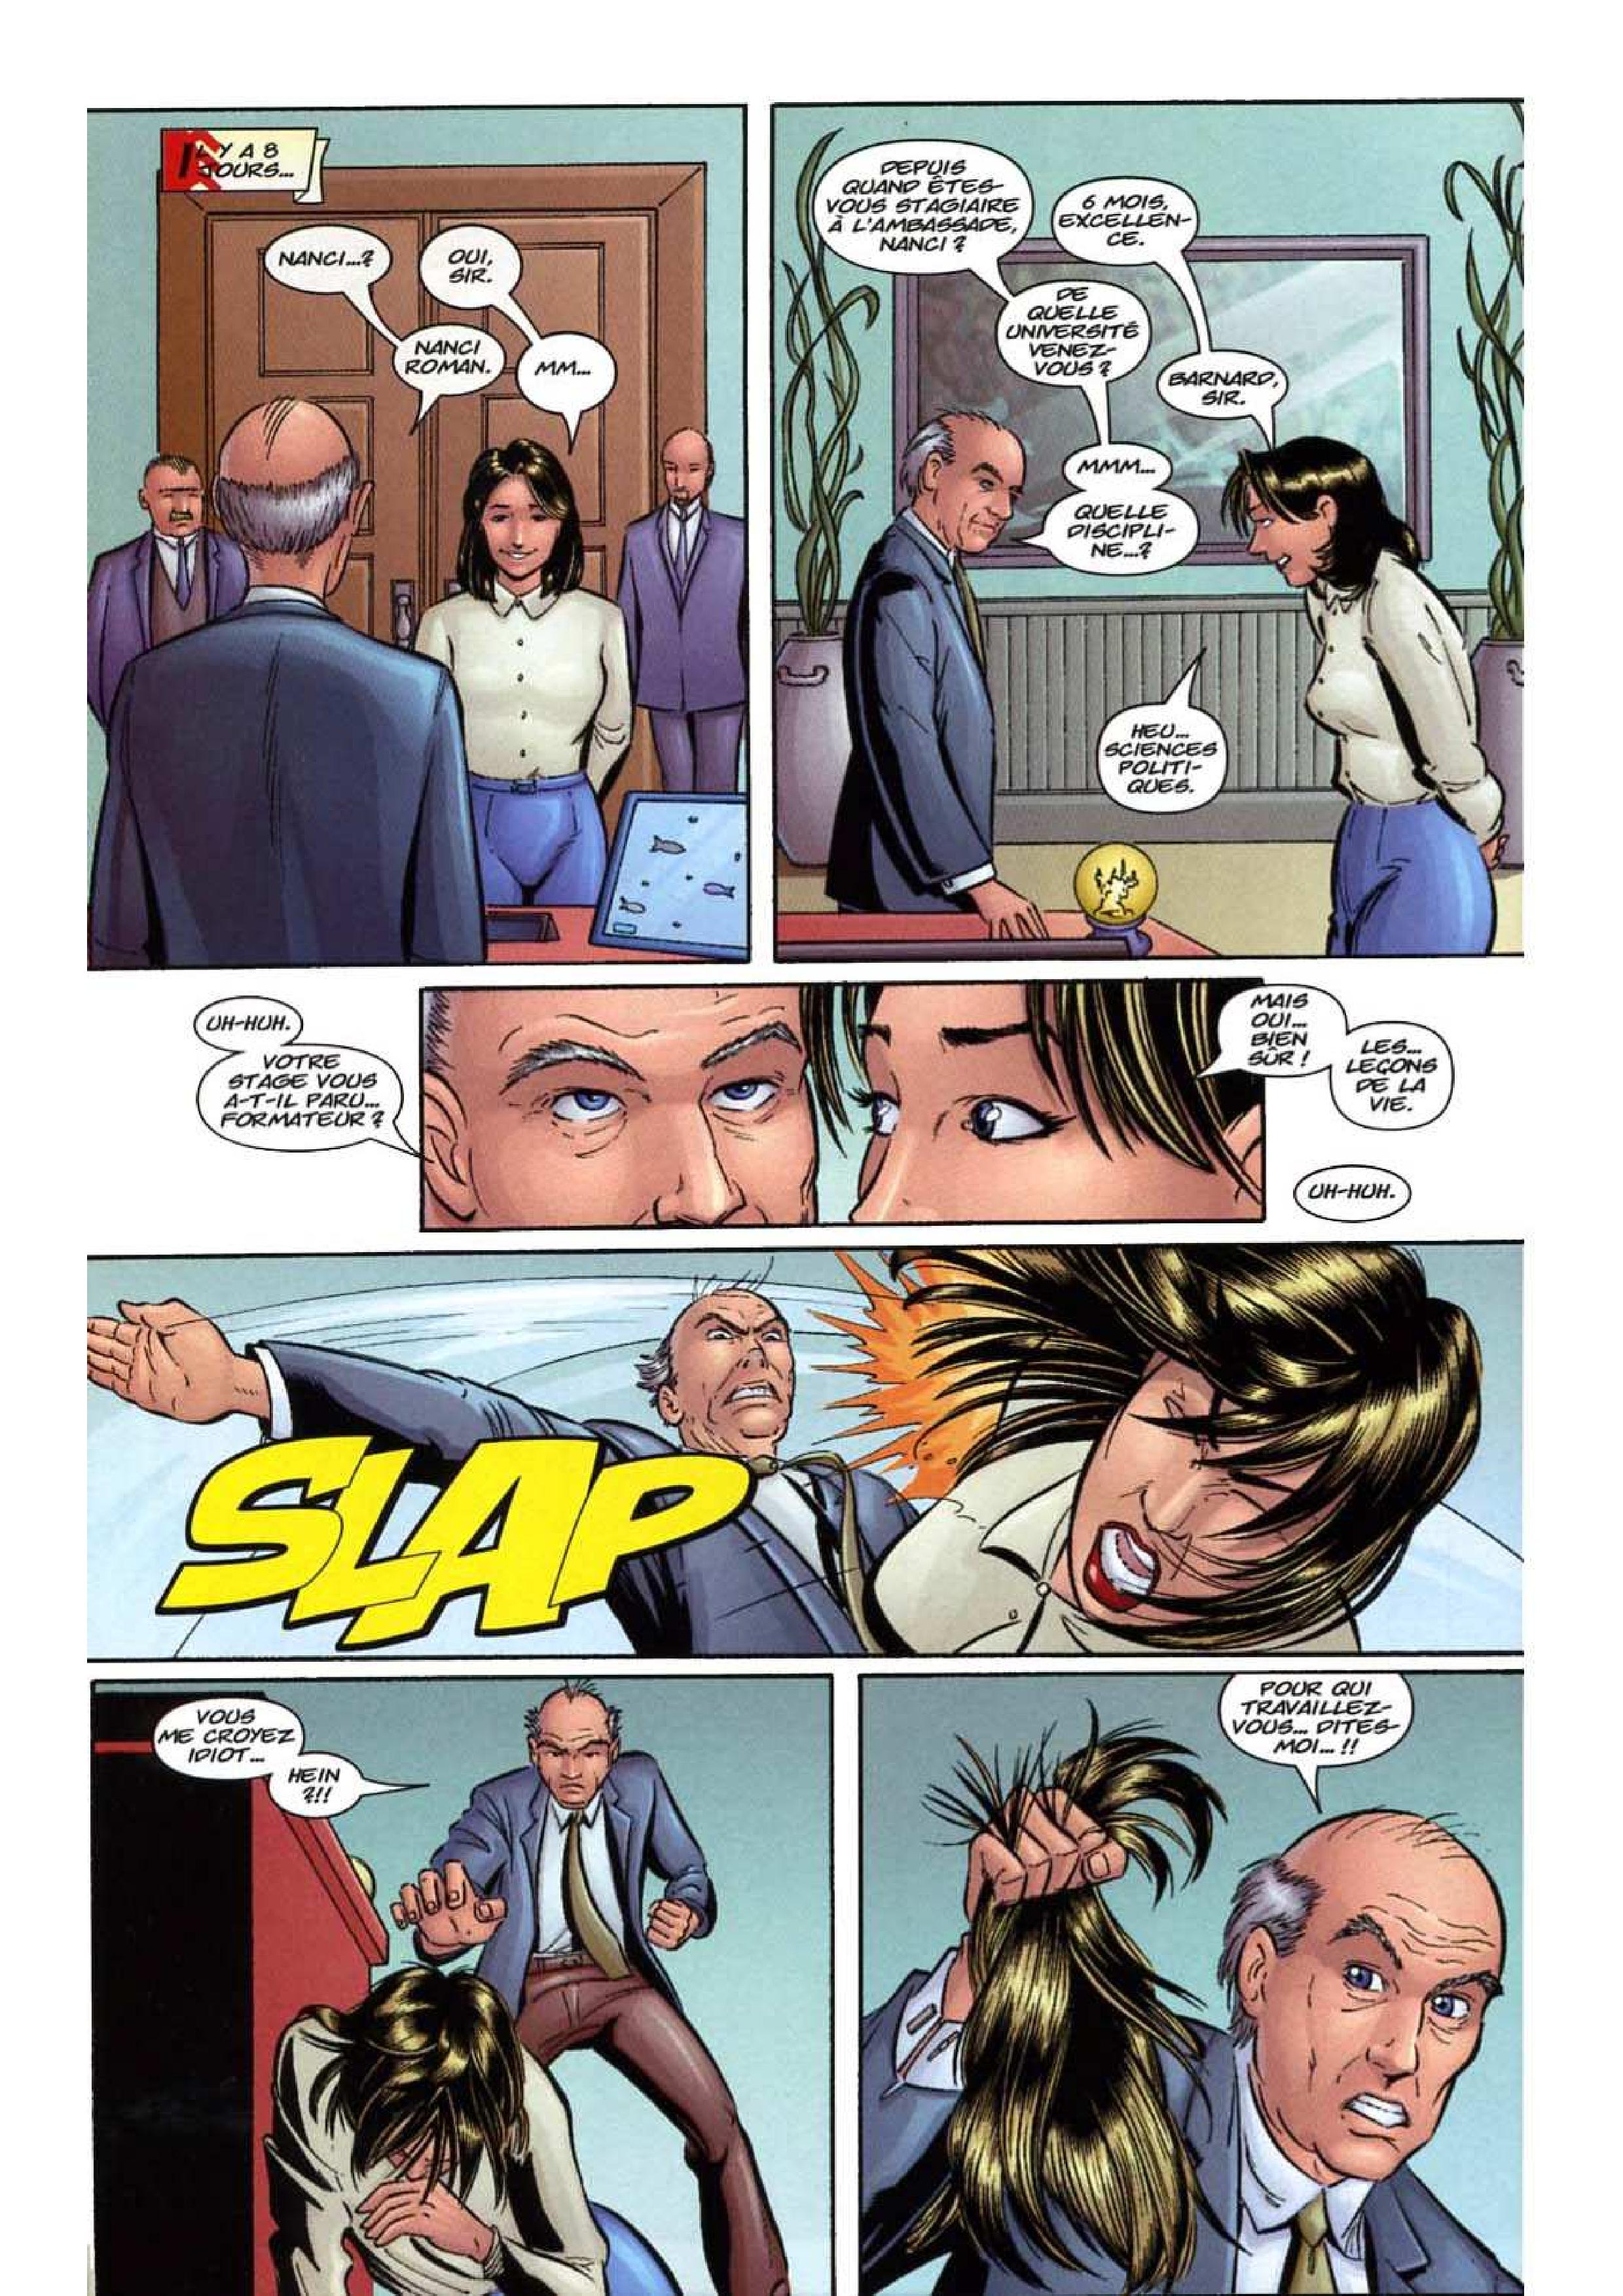 IL Y A 8
JOURS...
NANCI...?
OUI,
SIR.
NANCI
ROMAN.
MM...
DEPUIS
QUAND ÊTES-
VOUS STAGIAIRE
À L'AMBASSADE,
NANCI ?
6 MOIS,
EXCELLEN-
CE.
DE
QUELLE
UNIVERSITÉ
VENEZ-
VOUS ?
BARNARD,
SIR.
MMM...
QUELLE
DISCIPLI-
NE...?
HEU...
SCIENCES
POLITI-
QUES.
UH-HUH.
VOTRE
STAGE VOUS
A-T-IL PARU...
FORMATEUR ?
MAIS
OUI...
BIEN
SÛR !
LES...
LEÇONS
DE LA
VIE.
UH-HUH.
SLAP
VOUS
ME CROYEZ
IDIOT...
HEIN
?!!
POUR QUI
TRAVAILLEZ-
VOUS... DITES-
MOI... !!